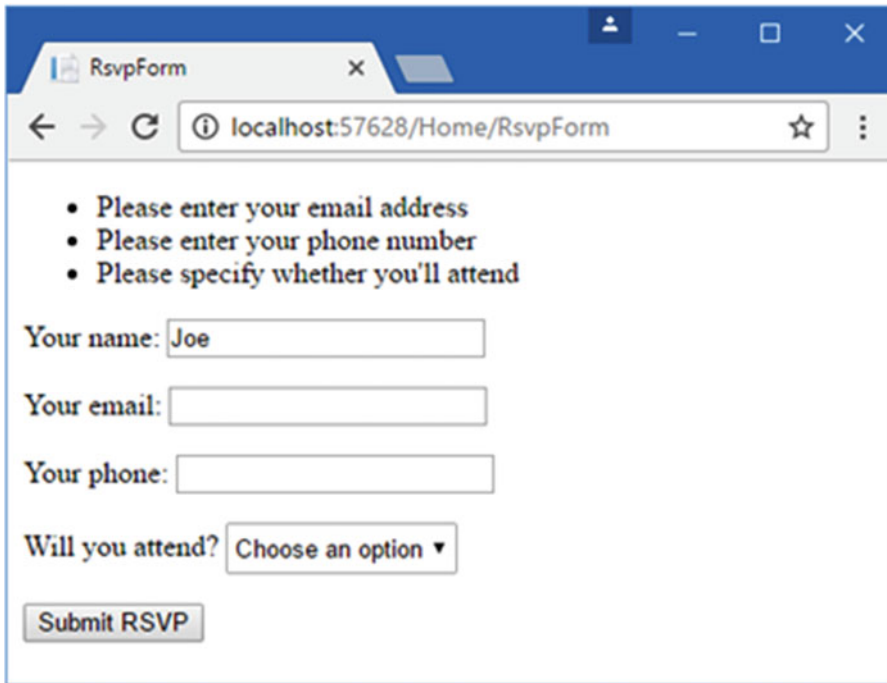 RsvpForm
localhost:57628/Home/RsvpForm
Please enter your email address
Please enter your phone number
Please specify whether you'll attend
Your name: Joe
Your email:
Your phone:
Will you attend? Choose an option
Submit RSVP